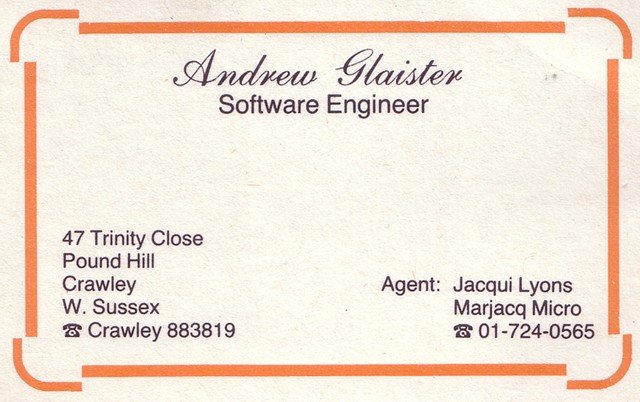 Andrew Glaister
Software Engineer
47 Trinity Close
Pound Hill
Crawley
W. Sussex
☎ Crawley 883819
Agent: Jacqui Lyons
Marjacq Micro
☎ 01-724-0565